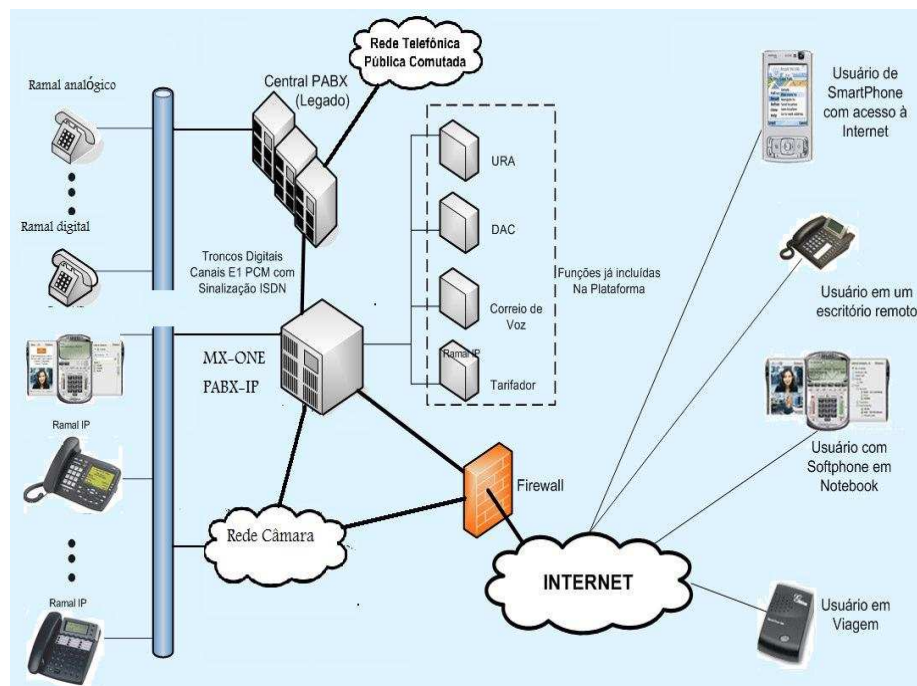 Rede Telefônica
Pública Comutada
Central PABX
(Legado)
Ramal analógico
Ramal digital
Troncos Digitais
Canais E1 PCM com
Sinalização ISDN
URA
DAC
Correio de
Voz
Ramal IP
Tarifador
Funções já incluídas
Na Plataforma
MX-ONE
PABX-IP
Ramal IP
Ramal IP
Rede Câmara
Firewall
INTERNET
Usuário de
SmartPhone
com acesso à
Internet
Usuário em um
escritório remoto
Usuário com
Softphone em
Notebook
Usuário em
Viagem